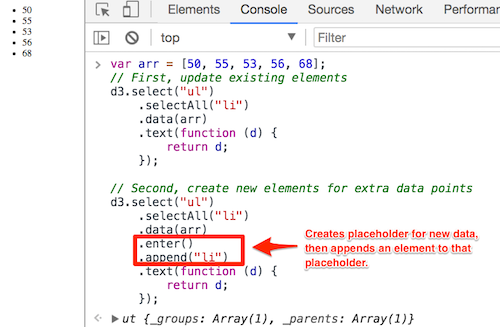 50
55
53
56
68
Elements Console Sources Network Performa
top Filter
> var arr = [50, 55, 53, 56, 68];
// First, update existing elements
d3.select("ul")
.selectAll("li")
.data(arr)
.text(function (d) {
return d;
});
// Second, create new elements for extra data points
d3.select("ul")
.selectAll("li")
.data(arr)
.enter()
.append("li")
.text(function (d) {
return d;
});
Creates placeholder for new data,
then appends an element to that
placeholder.
ut {_groups: Array(1), _parents: Array(1)}